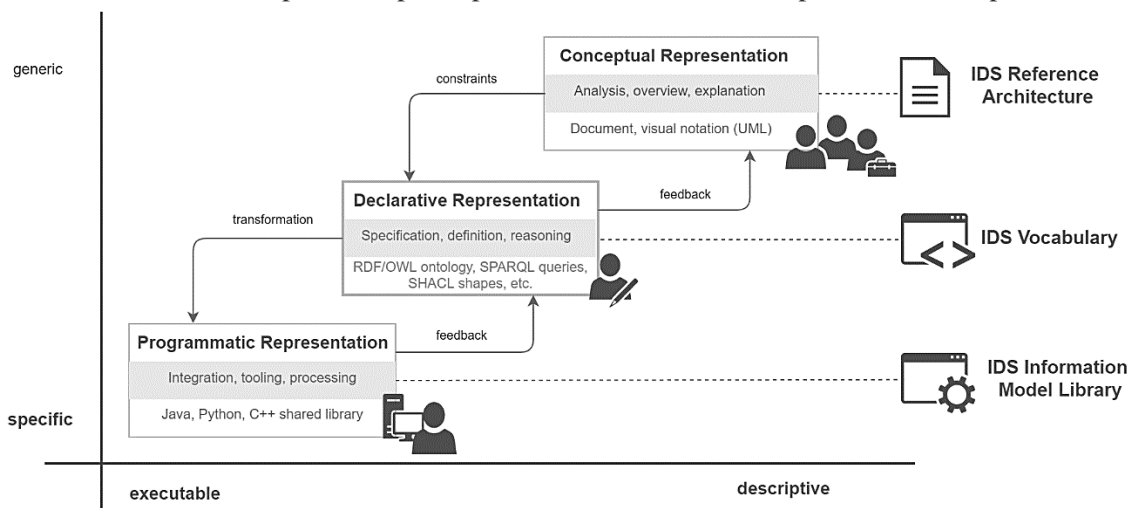 generic
Conceptual Representation
Analysis, overview, explanation
Document, visual notation (UML)
IDS Reference
Architecture
constraints
feedback
Declarative Representation
Specification, definition, reasoning
RDF/OWL ontology, SPARQL queries,
SHACL shapes, etc.
IDS Vocabulary
transformation
feedback
Programmatic Representation
Integration, tooling, processing
Java, Python, C++ shared library
IDS Information
Model Library
specific
executable
descriptive